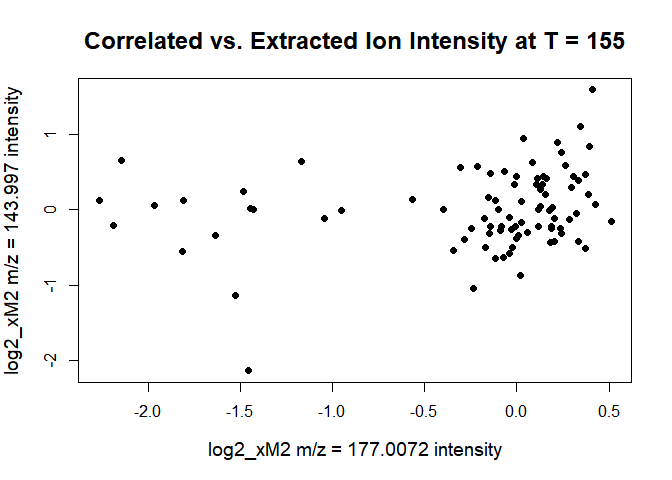 Correlated vs. Extracted Ion Intensity at T = 155
log2_xM2 m/z = 143.997 intensity
1
0
-1
-2
-2.0 -1.5 -1.0 -0.5 0.0 0.5
log2_xM2 m/z = 177.0072 intensity